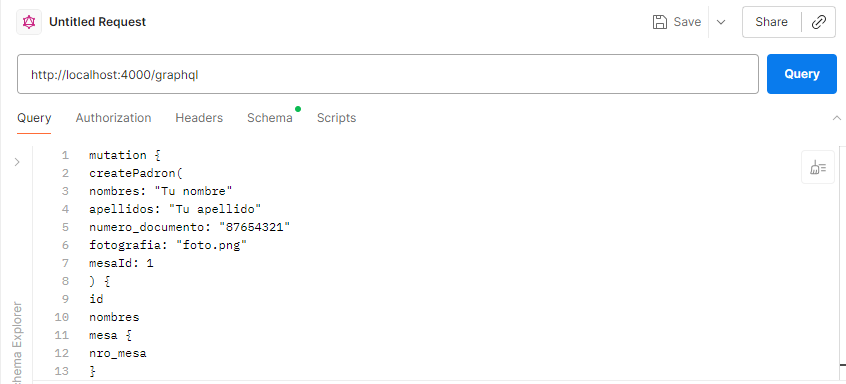 Untitled Request
Save
Share
http://localhost:4000/graphql
Query
Query Authorization Headers Schema Scripts
1 mutation {
2 createPadron(
3 nombres: "Tu nombre"
4 apellidos: "Tu apellido"
5 numero_documento: "87654321"
6 fotografia: "foto.png"
7 mesaId: 1
8 ) {
9 id
10 nombres
11 mesa {
12 nro_mesa
13 }
hema Explorer